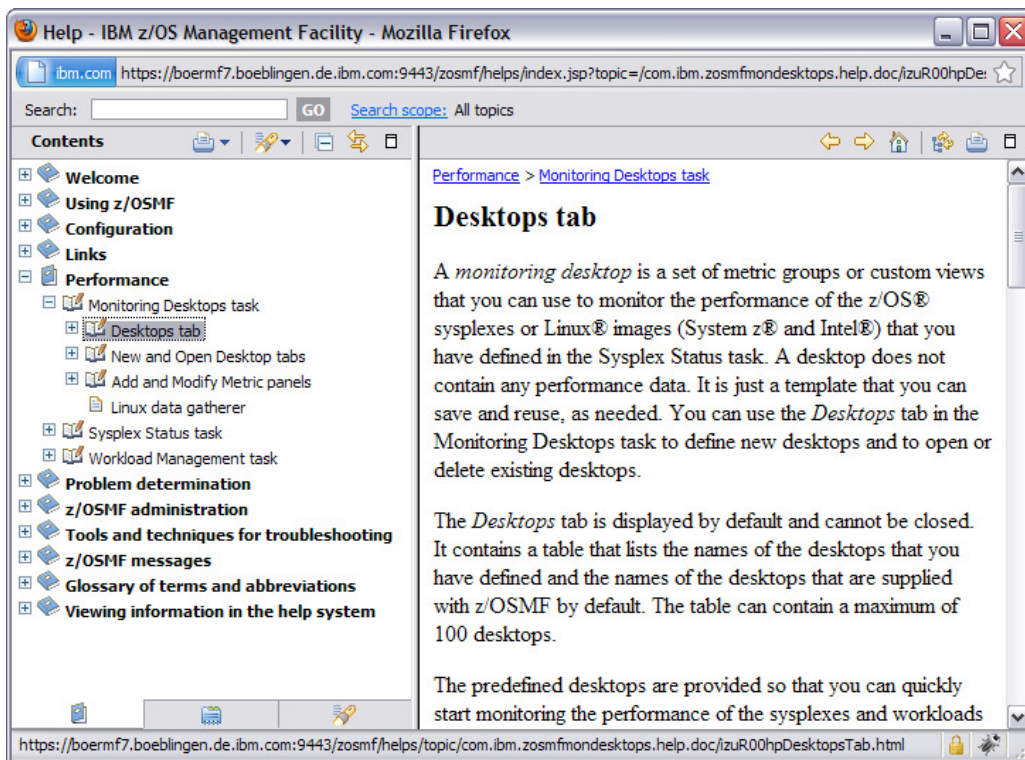 Help - IBM z/OS Management Facility - Mozilla Firefox
ibm.com https://boermf7.boeblingen.de.ibm.com:9443/zosmf/helps/index.jsp?topic=/com.ibm.zosmfmondesktops.help.doc/izuR00hpDe
Search: GO Search scope: All topics
Contents
Welcome
Using z/OSMF
Configuration
Links
Performance
Monitoring Desktops task
Desktops tab
New and Open Desktop tabs
Add and Modify Metric panels
Linux data gatherer
Sysplex Status task
Workload Management task
Problem determination
z/OSMF administration
Tools and techniques for troubleshooting
z/OSMF messages
Glossary of terms and abbreviations
Viewing information in the help system
Performance > Monitoring Desktops task
Desktops tab
A monitoring desktop is a set of metric groups or custom views
that you can use to monitor the performance of the z/OS®
sysplexes or Linux® images (System z® and Intel®) that you
have defined in the Sysplex Status task. A desktop does not
contain any performance data. It is just a template that you can
save and reuse, as needed. You can use the Desktops tab in the
Monitoring Desktops task to define new desktops and to open or
delete existing desktops.
The Desktops tab is displayed by default and cannot be closed.
It contains a table that lists the names of the desktops that you
have defined and the names of the desktops that are supplied
with z/OSMF by default. The table can contain a maximum of
100 desktops.
The predefined desktops are provided so that you can quickly
start monitoring the performance of the sysplexes and workloads
https://boermf7.boeblingen.de.ibm.com:9443/zosmf/helps/topic/com.ibm.zosmfmondesktops.help.doc/izuR00hpDesktopsTab.html